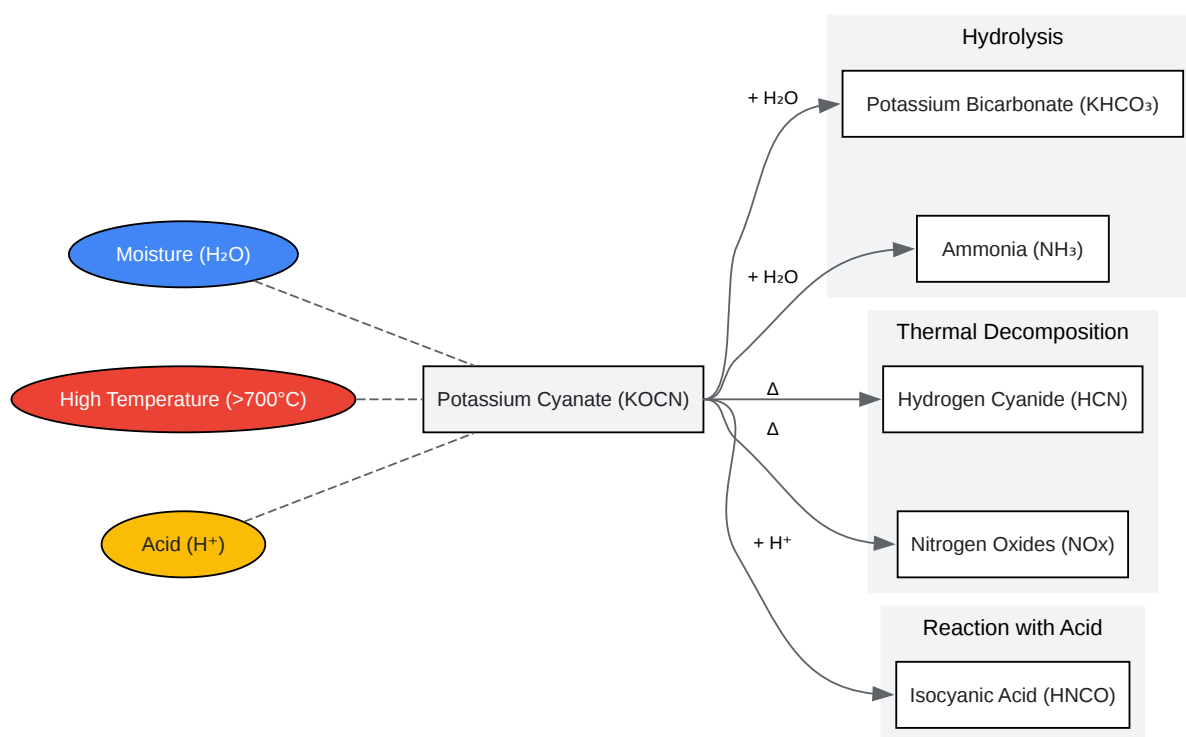 Hydrolysis
+ H₂O
Potassium Bicarbonate (KHCO₃)
Moisture (H₂O)
Ammonia (NH₃)
+ H₂O
Thermal Decomposition
High Temperature (>700°C)
Potassium Cyanate (KOCN)
Δ
Hydrogen Cyanide (HCN)
Δ
Acid (H⁺)
+ H⁺
Nitrogen Oxides (NOx)
Reaction with Acid
Isocyanic Acid (HNCO)